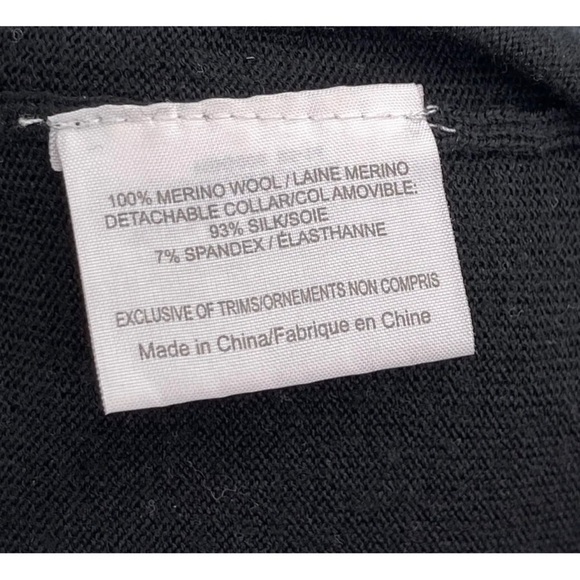 100% MERINO WOOL / LAINE MERINO
DETACHABLE COLLAR/COL AMOVIBLE:
93% SILK/SOIE
7% SPANDEX / ÉLASTHANNE
EXCLUSIVE OF TRIMS/ORNEMENTS NON COMPRIS
Made in China/Fabrique en Chine